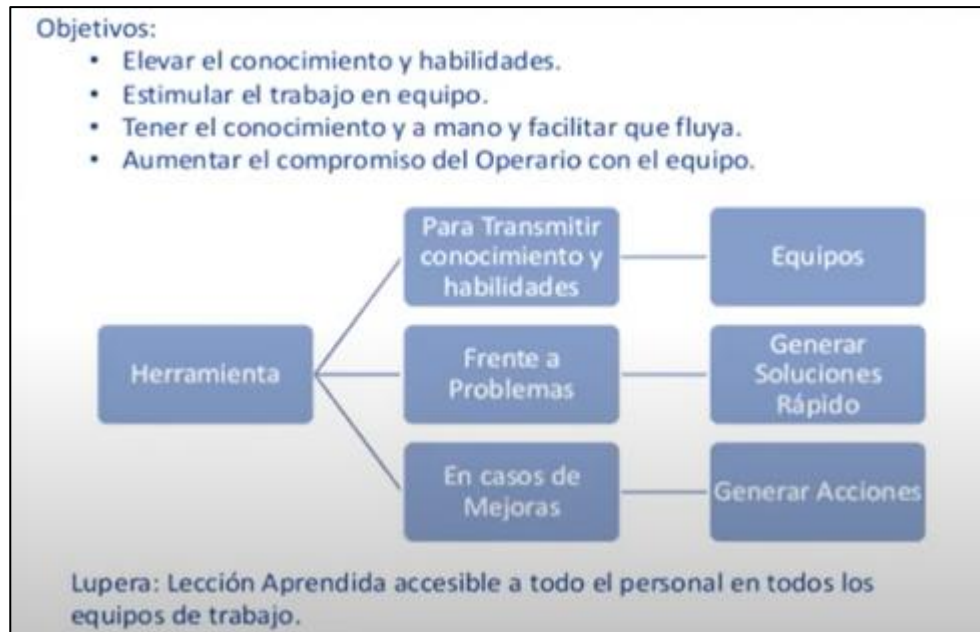 Objetivos:
• Elevar el conocimiento y habilidades.
• Estimular el trabajo en equipo.
• Tener el conocimiento y a mano y facilitar que fluya.
• Aumentar el compromiso del Operario con el equipo.
Herramienta
Para Transmitir
conocimiento y
habilidades
Equipos
Frente a
Problemas
Generar
Soluciones
Rápido
En casos de
Mejoras
Generar Acciones
Lupera: Lección Aprendida accesible a todo el personal en todos los
equipos de trabajo.